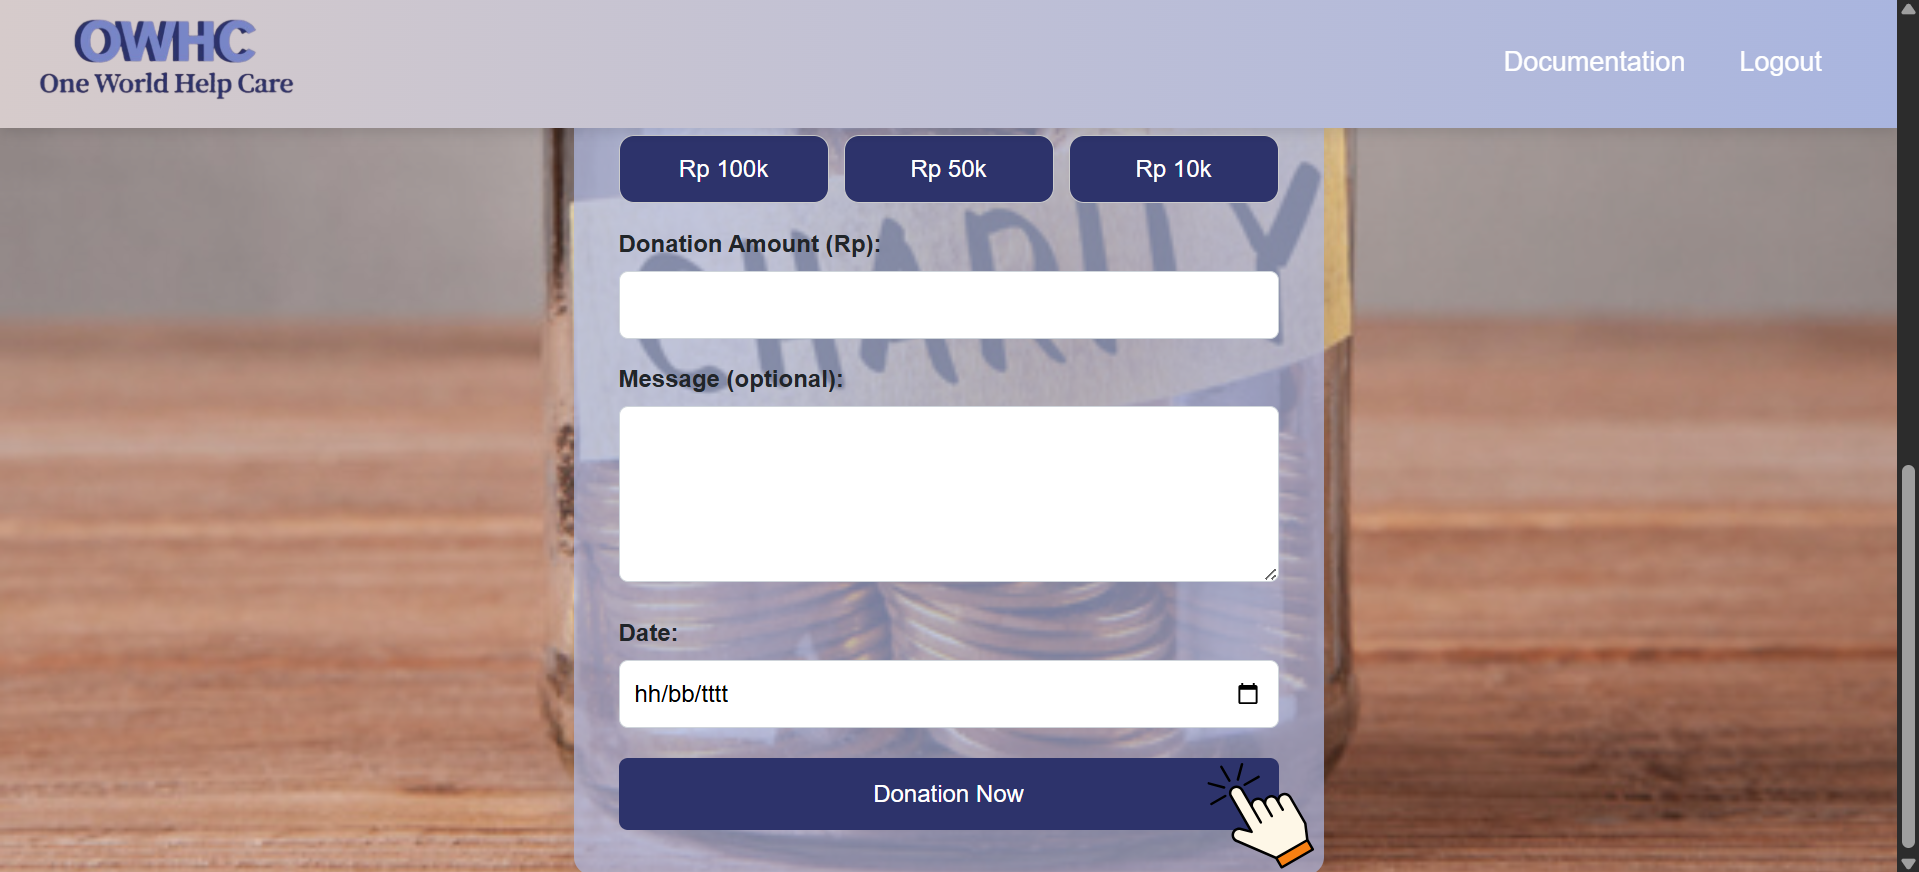 OWHC
One World Help Care
Documentation
Logout
Rp 100k
Rp 50k
Rp 10k
CHARITY
Donation Amount (Rp):
Message (optional):
Date:
hh/bb/tttt
Donation Now